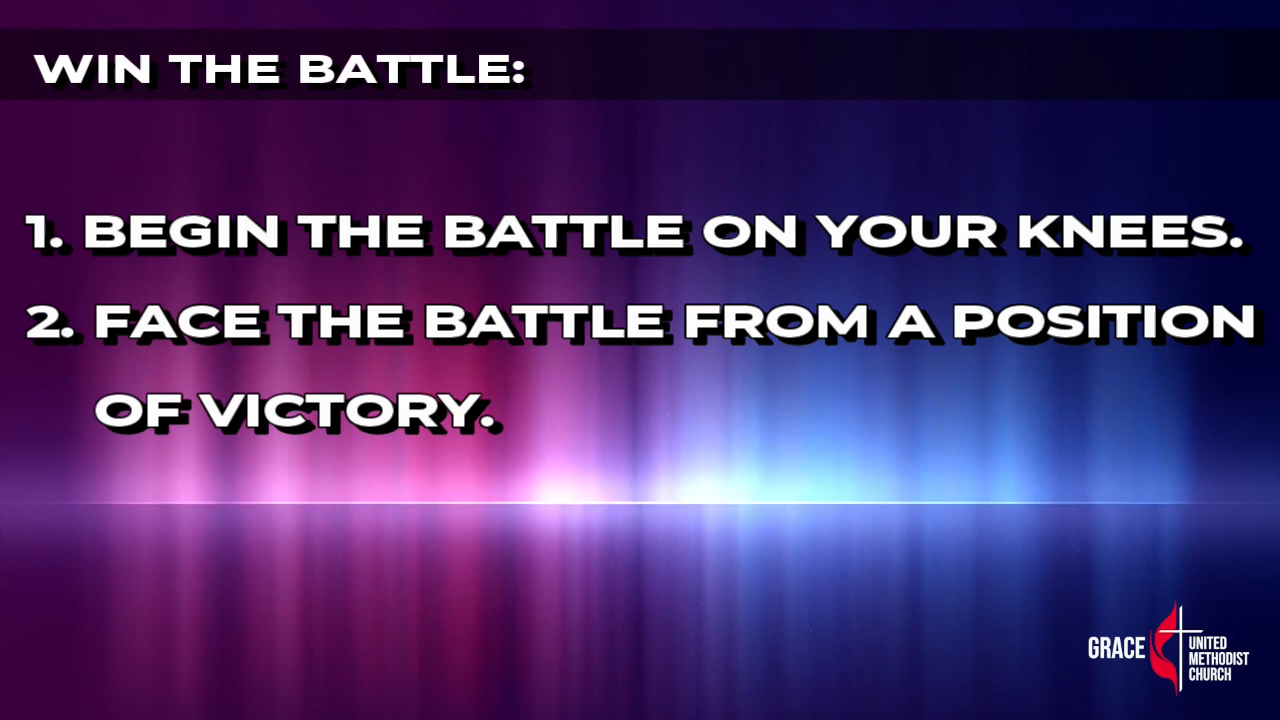 WIN THE BATTLE:
1. BEGIN THE BATTLE ON YOUR KNEES.
2. FACE THE BATTLE FROM A POSITION
OF VICTORY.
GRACE
UNITED
METHODIST
CHURCH